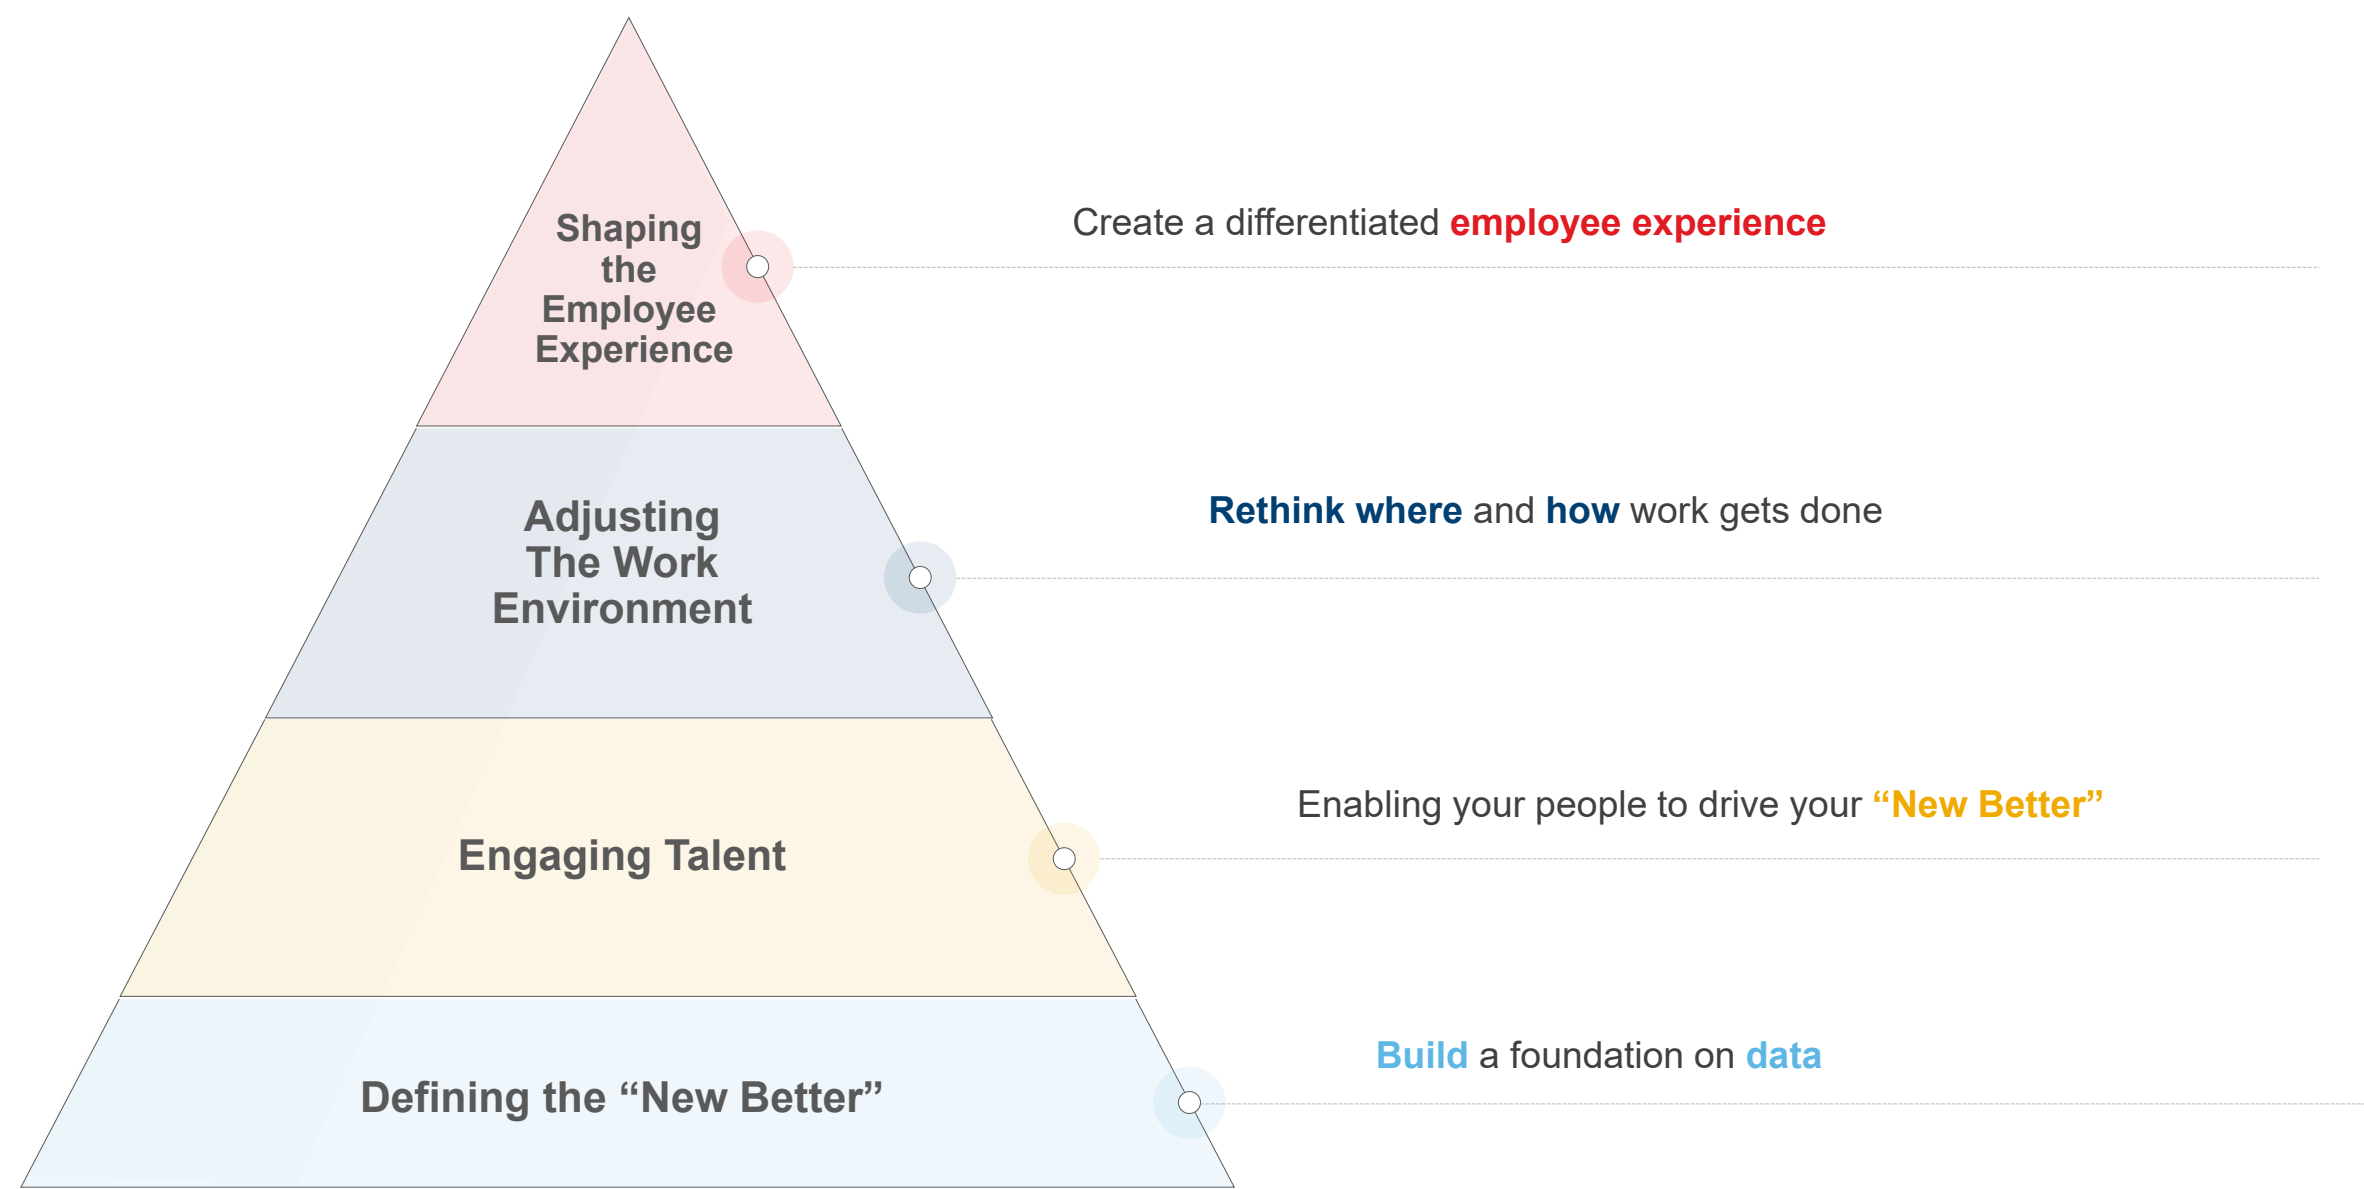 Shaping
the
Employee
Experience
Create a differentiated employee experience
Adjusting
The Work
Environment
Rethink where and how work gets done
Engaging Talent
Enabling your people to drive your “New Better”
Defining the “New Better”
Build a foundation on data